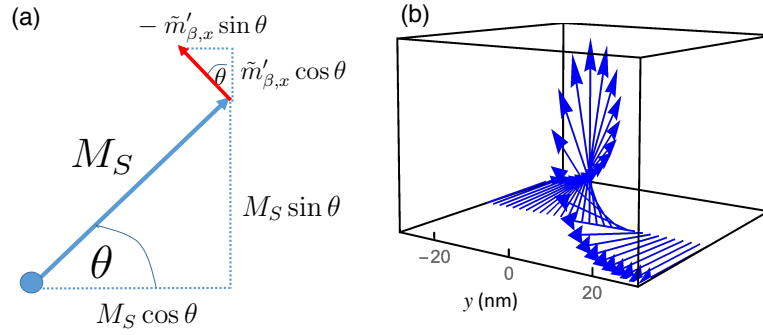 (a)
− m̃′β,x sin θ
θ
m̃′β,x cos θ
MS
MS sin θ
θ
MS cos θ
(b)
−20
0
20
y (nm)